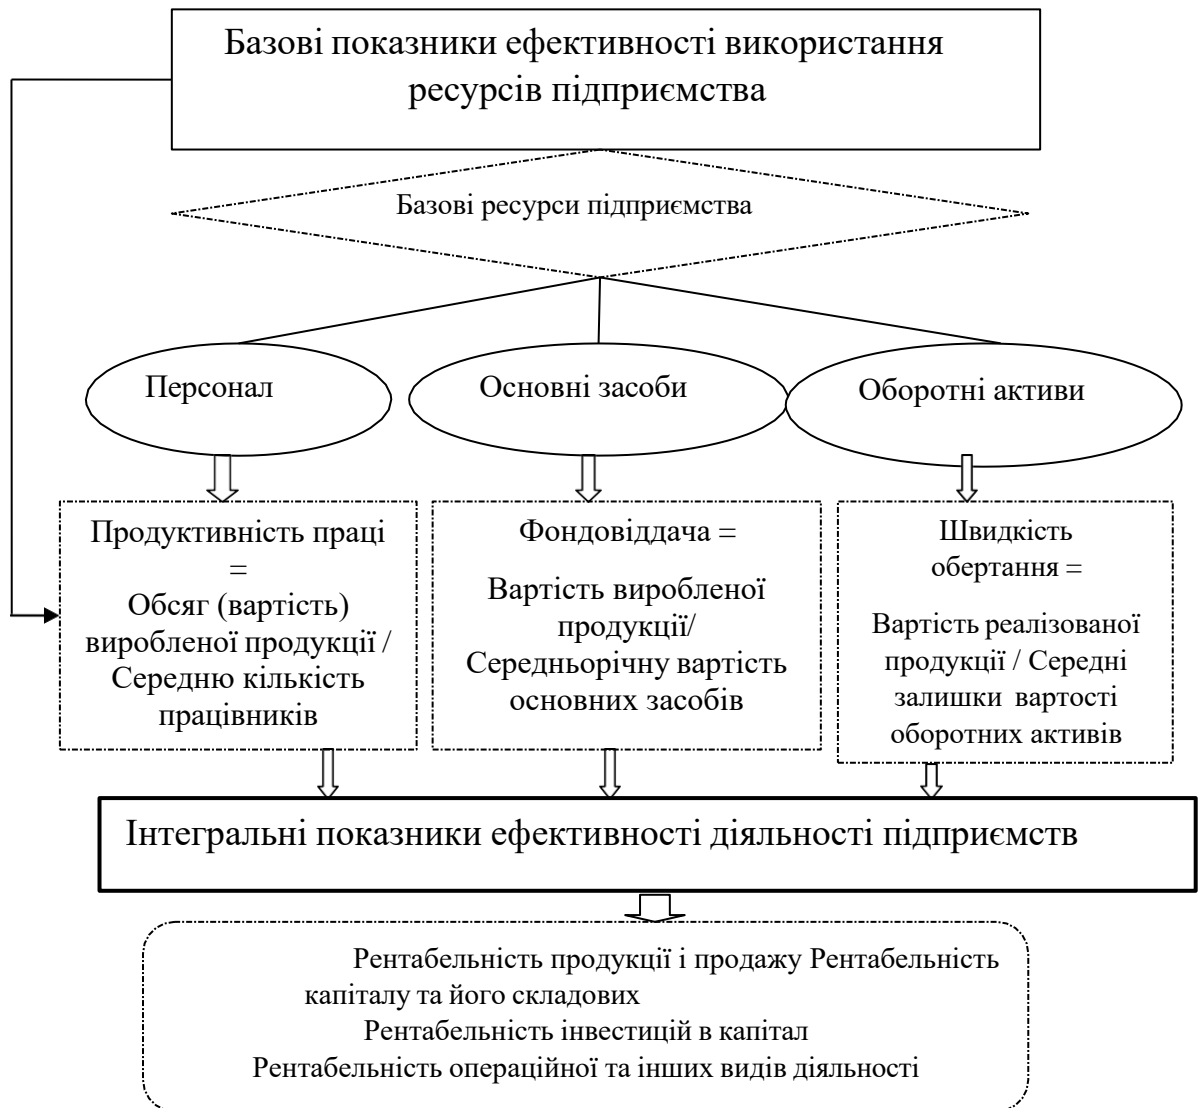 Базові показники ефективності використання
ресурсів підприємства
Базові ресурси підприємства
Персонал
Основні засоби
Оборотні активи
Продуктивність праці
=
Обсяг (вартість)
виробленої продукції /
Середню кількість
працівників
Фондовіддача =
Вартість виробленої
продукції/
Середньорічну вартість
основних засобів
Швидкість
обертання =
Вартість реалізованої
продукції / Середні
залишки вартості
оборотних активів
Інтегральні показники ефективності діяльності підприємств
Рентабельність продукції і продажу Рентабельність
капіталу та його складових
Рентабельність інвестицій в капітал
Рентабельність операційної та інших видів діяльності